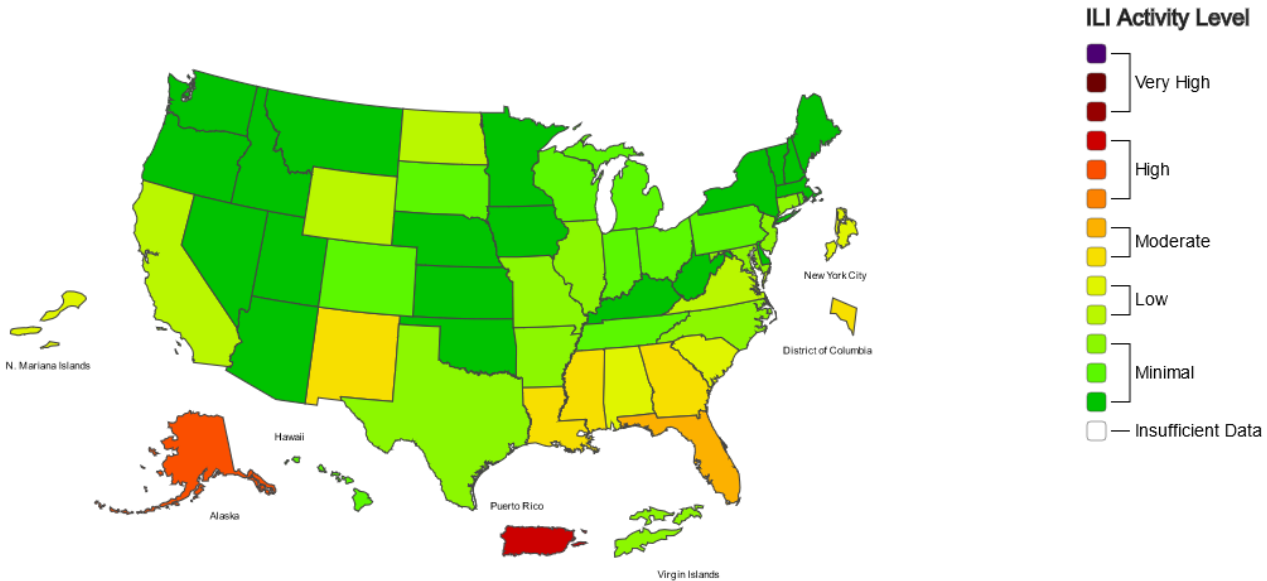 ILI Activity Level
Very High
High
Moderate
Low
Minimal
Insufficient Data
New York City
District of Columbia
N. Mariana Islands
Hawaii
Alaska
Puerto Rico
Virgin Islands